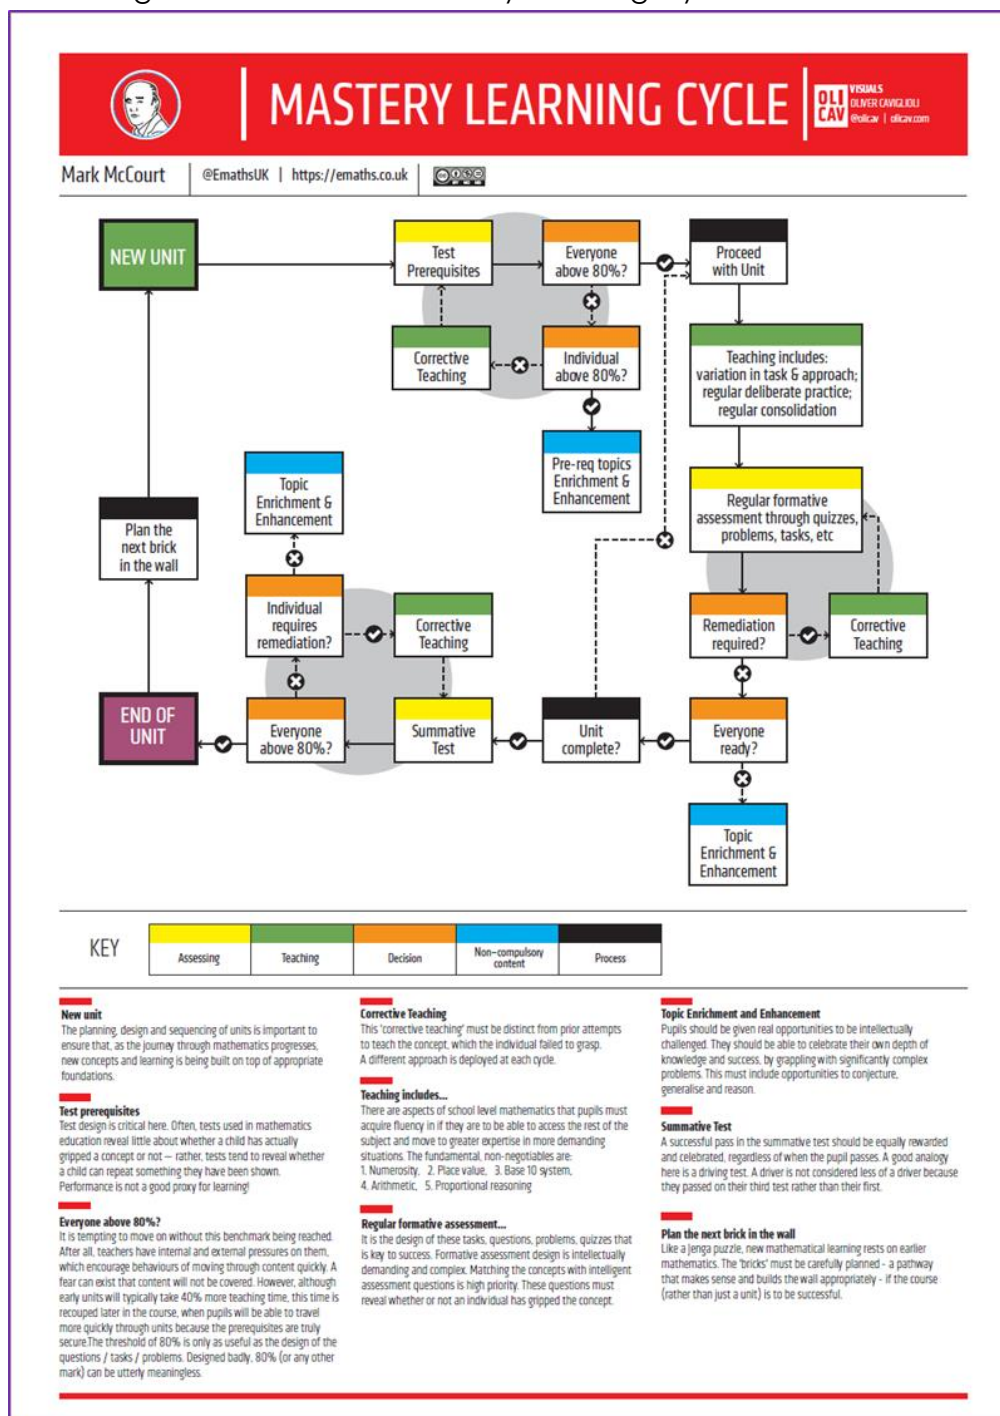 MASTERY LEARNING CYCLE
OLI
CAV
VISUALS
OLIVER CAVIGLIOLI
@olicav | olicav.com
Mark McCourt
@EmathsUK | https://emaths.co.uk
NEW UNIT
Test
Prerequisites
Everyone
above 80%?
Proceed
with Unit
Corrective
Teaching
Individual
above 80%?
Teaching includes:
variation in task & approach;
regular deliberate practice;
regular consolidation
Pre-req topics
Enrichment &
Enhancement
Topic
Enrichment &
Enhancement
Regular formative
assessment through quizzes,
problems, tasks, etc
Plan the
next brick
in the wall
Individual
requires
remediation?
Corrective
Teaching
Remediation
required?
Corrective
Teaching
END OF
UNIT
Everyone
above 80%?
Summative
Test
Unit
complete?
Everyone
ready?
Topic
Enrichment &
Enhancement
KEY
Assessing
Teaching
Decision
Non-compulsory
content
Process
New unit
The planning, design and sequencing of units is important to
ensure that, as the journey through mathematics progresses,
new concepts and learning is being built on top of appropriate
foundations.
Test prerequisites
Test design is critical here. Often, tests used in mathematics
education reveal little about whether a child has actually
gripped a concept or not – rather, tests tend to reveal whether
a child can repeat something they have been shown.
Performance is not a good proxy for learning!
Everyone above 80%?
It is tempting to move on without this benchmark being reached.
After all, teachers have internal and external pressures on them,
which encourage behaviours of moving through content quickly. A
fear can exist that content will not be covered. However, although
early units will typically take 40% more teaching time, this time is
recouped later in the course, when pupils will be able to travel
more quickly through units because the prerequisites are truly
secure.The threshold of 80% is only as useful as the design of the
questions / tasks / problems. Designed badly, 80% (or any other
mark) can be utterly meaningless.
Corrective Teaching
This 'corrective teaching' must be distinct from prior attempts
to teach the concept, which the individual failed to grasp.
A different approach is deployed at each cycle.
Teaching includes...
There are aspects of school level mathematics that pupils must
acquire fluency in if they are to be able to access the rest of the
subject and move to greater expertise in more demanding
situations. The fundamental, non-negotiables are:
1. Numerosity, 2. Place value, 3. Base 10 system,
4. Arithmetic, 5. Proportional reasoning
Regular formative assessment...
It is the design of these tasks, questions, problems, quizzes that
is key to success. Formative assessment design is intellectually
demanding and complex. Matching the concepts with intelligent
assessment questions is high priority. These questions must
reveal whether or not an individual has gripped the concept.
Topic Enrichment and Enhancement
Pupils should be given real opportunities to be intellectually
challenged. They should be able to celebrate their own depth of
knowledge and success, by grappling with significantly complex
problems. This must include opportunities to conjecture,
generalise and reason.
Summative Test
A successful pass in the summative test should be equally rewarded
and celebrated, regardless of when the pupil passes. A good analogy
here is a driving test. A driver is not considered less of a driver because
they passed on their third test rather than their first.
Plan the next brick in the wall
Like a Jenga puzzle, new mathematical learning rests on earlier
mathematics. The 'bricks' must be carefully planned - a pathway
that makes sense and builds the wall appropriately - if the course
(rather than just a unit) is to be successful.